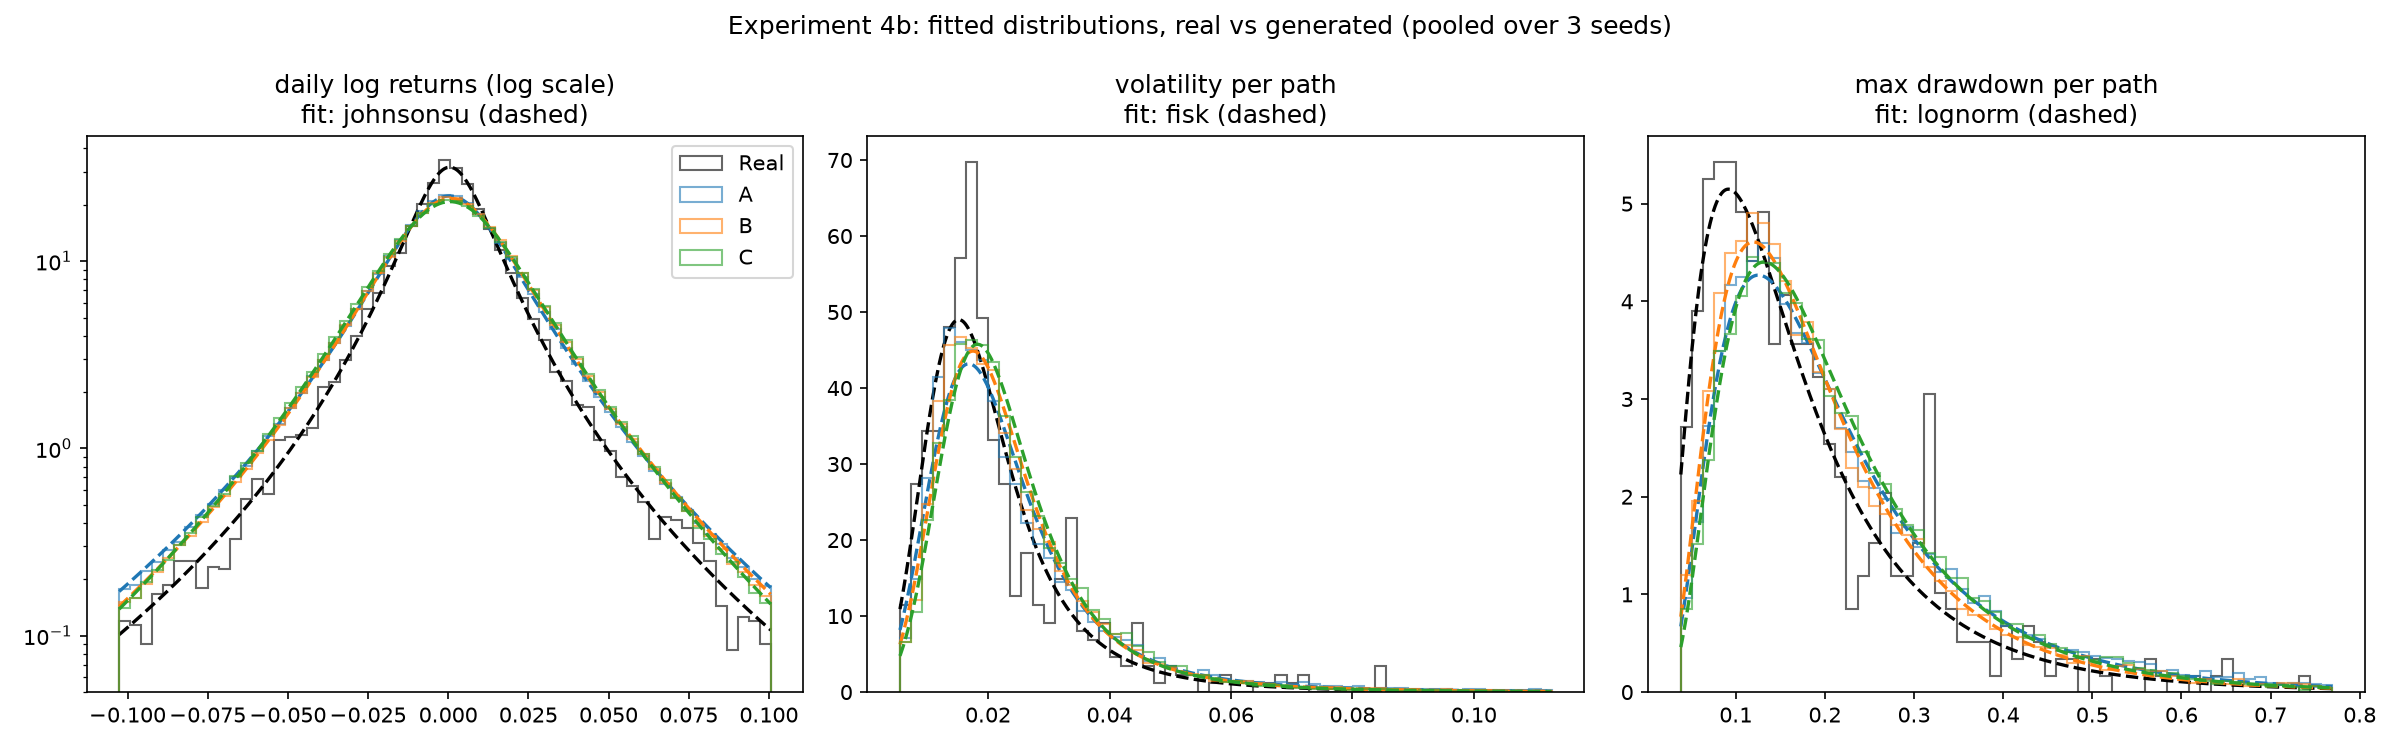 Experiment 4b: fitted distributions, real vs generated (pooled over 3 seeds)
daily log returns (log scale)
fit: johnsonsu (dashed)
Real
A
B
C
10¹
10⁰
10⁻¹
−0.100 −0.075 −0.050 −0.025 0.000 0.025 0.050 0.075 0.100
volatility per path
fit: fisk (dashed)
70
60
50
40
30
20
10
0
0.02 0.04 0.06 0.08 0.10
max drawdown per path
fit: lognorm (dashed)
5
4
3
2
1
0
0.1 0.2 0.3 0.4 0.5 0.6 0.7 0.8